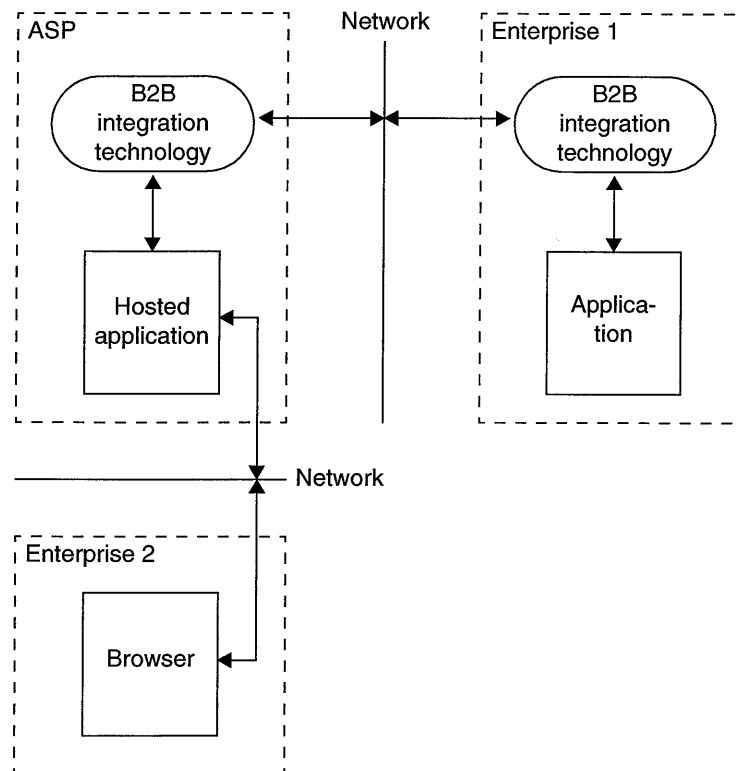 ASP
Network
Enterprise 1
B2B
integration
technology
B2B
integration
technology
Hosted
application
Applica-
tion
Network
Enterprise 2
Browser